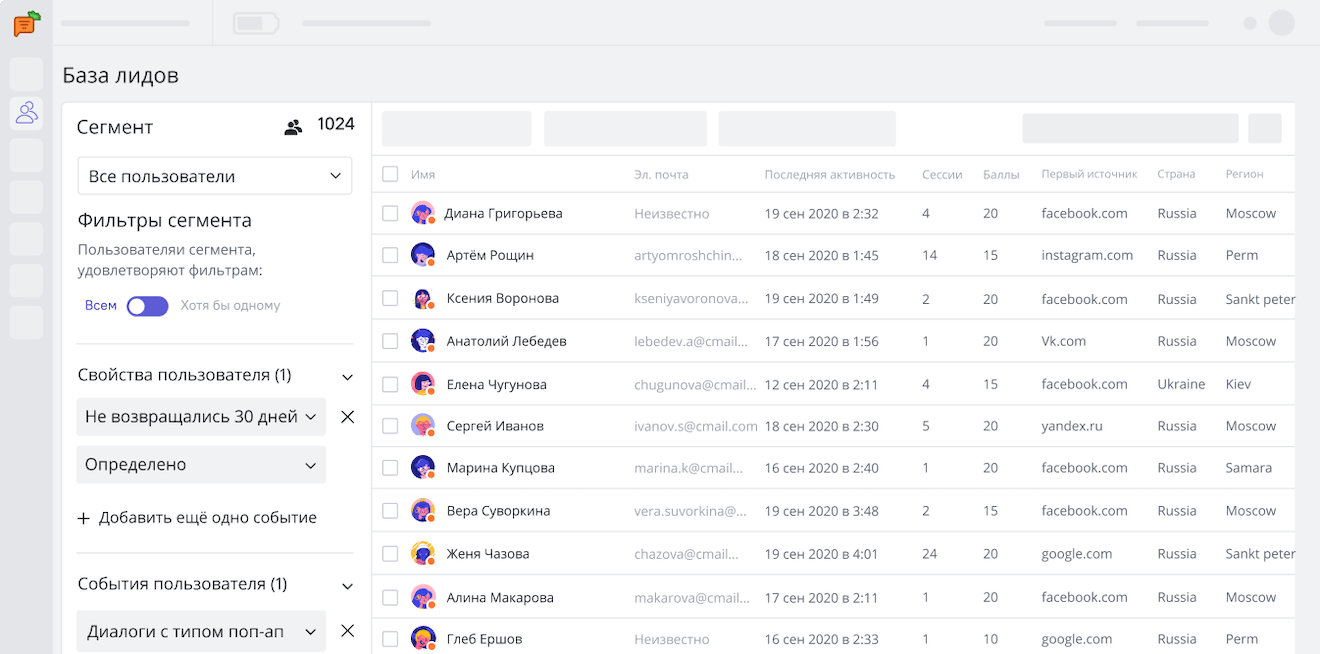 База лидов
Сегмент 1024
Все пользователи
Фильтры сегмента
Пользователяи сегмента,
удовлетворяют фильтрам:
Всем Хотя бы одному
Свойства пользователя (1)
Не возвращались 30 дней
Определено
+ Добавить ещё одно событие
События пользователя (1)
Диалоги с типом поп-ап
Имя Эл. почта Последняя активность Сессии Баллы Первый источник Страна Регион
Диана Григорьева Неизвестно 19 сен 2020 в 2:32 4 20 facebook.com Russia Moscow
Артём Рощин artyomroshchin... 18 сен 2020 в 1:45 14 15 instagram.com Russia Perm
Ксения Воронова kseniyavoronova... 19 сен 2020 в 1:49 2 20 facebook.com Russia Sankt peter
Анатолий Лебедев lebedev.a@cmail... 17 сен 2020 в 1:56 1 20 Vk.com Russia Moscow
Елена Чугунова chugunova@cmail... 12 сен 2020 в 2:11 4 15 facebook.com Ukraine Kiev
Сергей Иванов ivanov.s@cmail.com 18 сен 2020 в 2:30 5 20 yandex.ru Russia Moscow
Марина Купцова marina.k@cmail... 16 сен 2020 в 2:40 1 20 facebook.com Russia Samara
Вера Суворкина vera.suvorkina@... 19 сен 2020 в 3:48 2 15 facebook.com Russia Moscow
Женя Чазова chazova@cmail... 19 сен 2020 в 4:01 24 20 google.com Russia Sankt peter
Алина Макарова makarova@cmail... 17 сен 2020 в 2:11 1 20 facebook.com Russia Moscow
Глеб Ершов Неизвестно 16 сен 2020 в 2:33 1 10 google.com Russia Perm